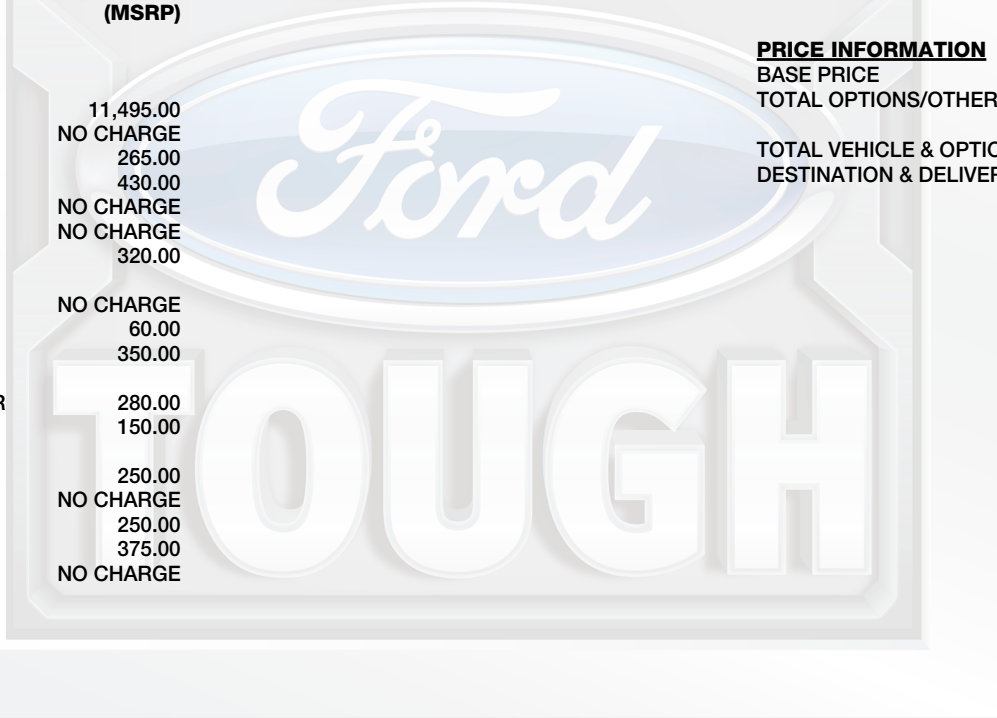 (MSRP)
11,495.00
NO CHARGE
265.00
430.00
NO CHARGE
NO CHARGE
320.00
NO CHARGE
60.00
350.00
R 280.00
150.00
250.00
NO CHARGE
250.00
375.00
NO CHARGE
PRICE INFORMATION
BASE PRICE
TOTAL OPTIONS/OTHER
TOTAL VEHICLE & OPTIO
DESTINATION & DELIVER
Ford
TOUGH